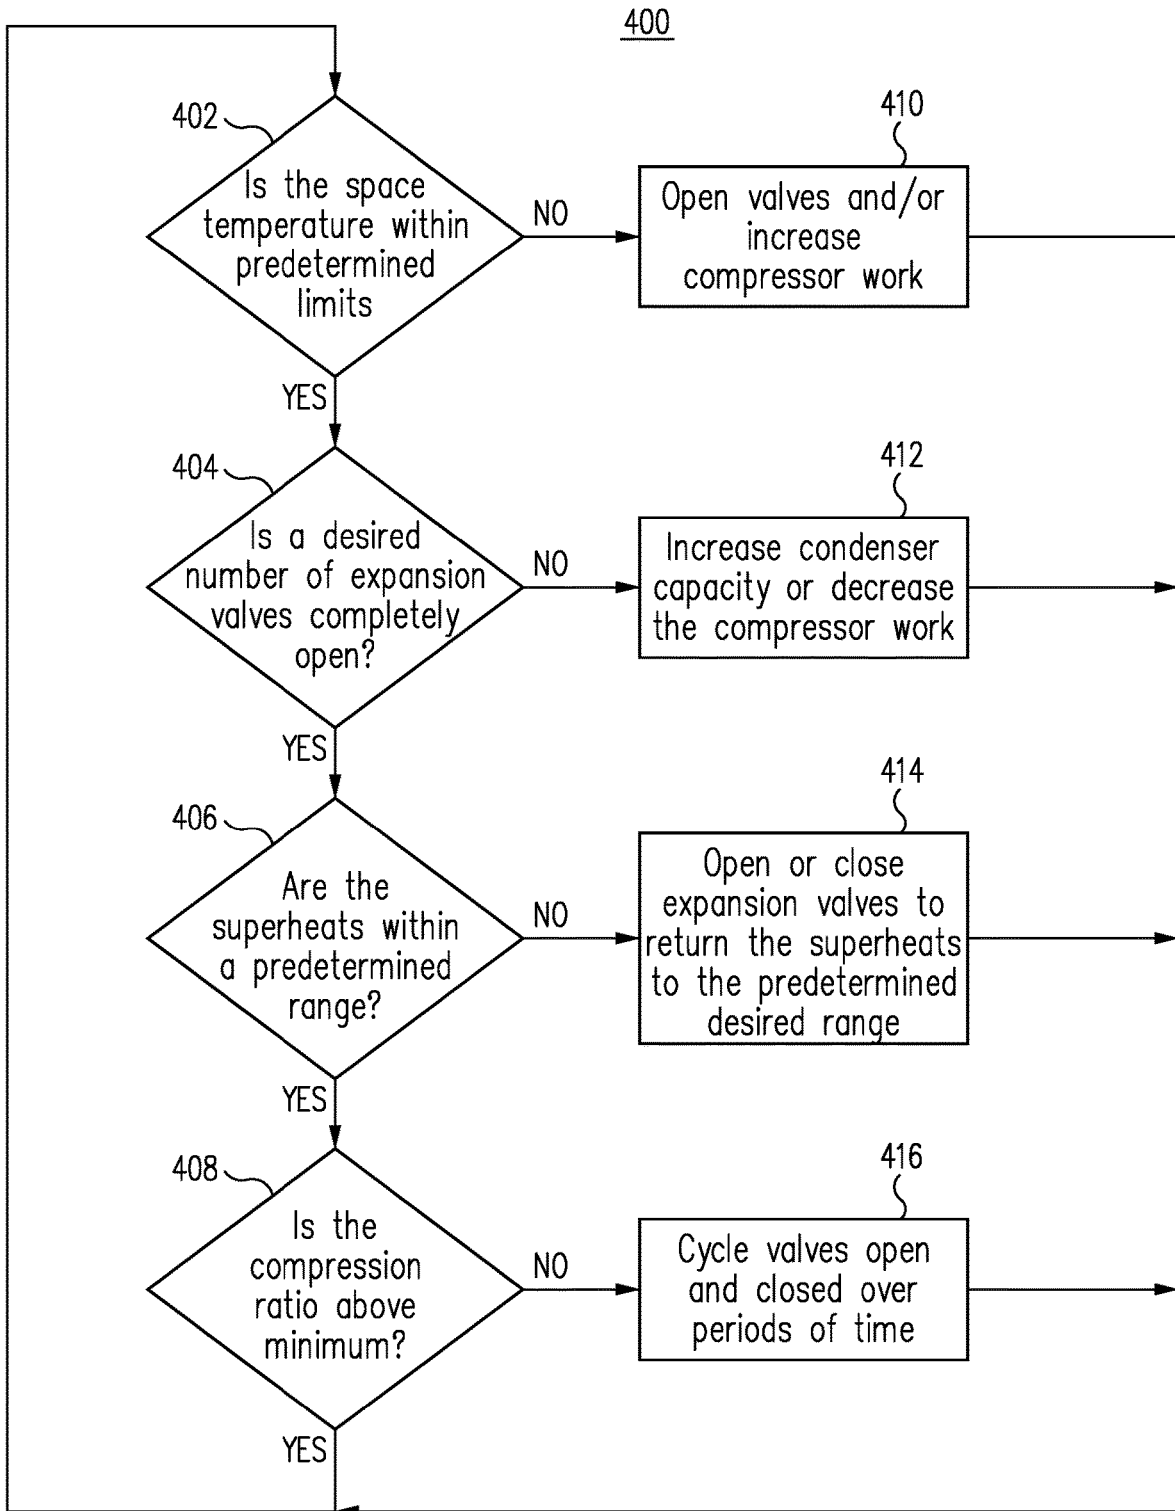 400
402
Is the space
temperature within
predetermined
limits
NO
410
Open valves and/or
increase
compressor work
YES
404
Is a desired
number of expansion
valves completely
open?
NO
412
Increase condenser
capacity or decrease
the compressor work
YES
406
Are the
superheats within
a predetermined
range?
NO
414
Open or close
expansion valves to
return the superheats
to the predetermined
desired range
YES
408
Is the
compression
ratio above
minimum?
NO
416
Cycle valves open
and closed over
periods of time
YES